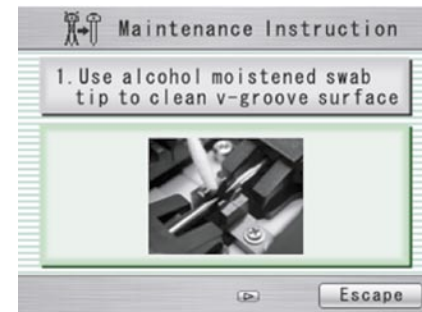 Maintenance Instruction
1. Use alcohol moistened swab
tip to clean v-groove surface
Escape